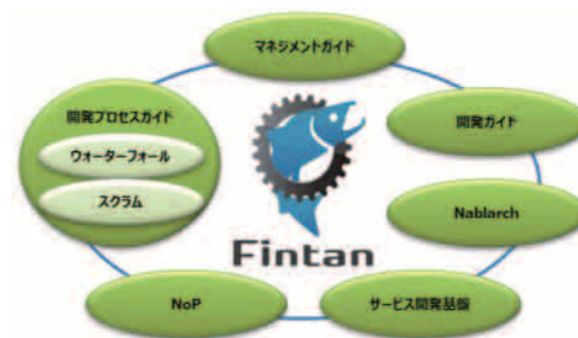 マネジメントガイド
開発プロセスガイド
ウォーターフォール
スクラム
開発ガイド
Nablarch
Fintan
NoP
サービス開発基盤